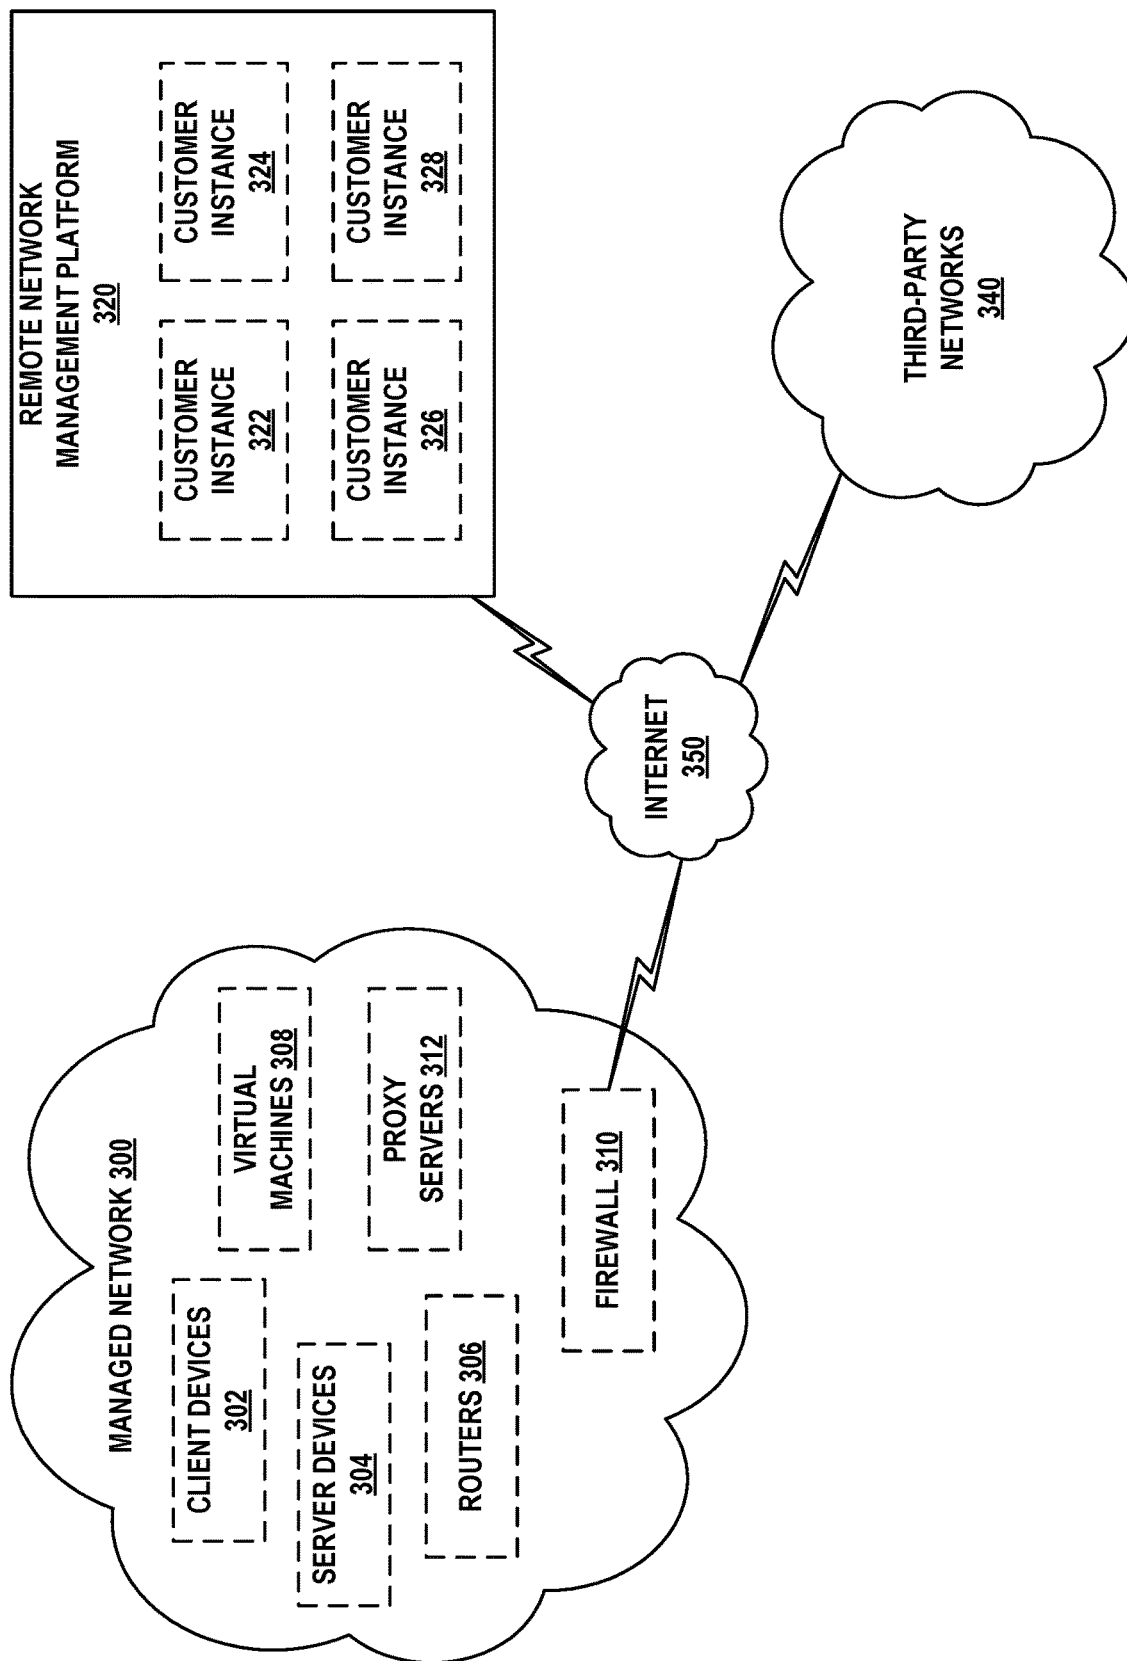 MANAGED NETWORK 300
CLIENT DEVICES
302
VIRTUAL
MACHINES 308
SERVER DEVICES
304
PROXY
SERVERS 312
ROUTERS 306
FIREWALL 310
INTERNET
350
REMOTE NETWORK
MANAGEMENT PLATFORM
320
CUSTOMER
INSTANCE
322
CUSTOMER
INSTANCE
324
CUSTOMER
INSTANCE
326
CUSTOMER
INSTANCE
328
THIRD-PARTY
NETWORKS
340